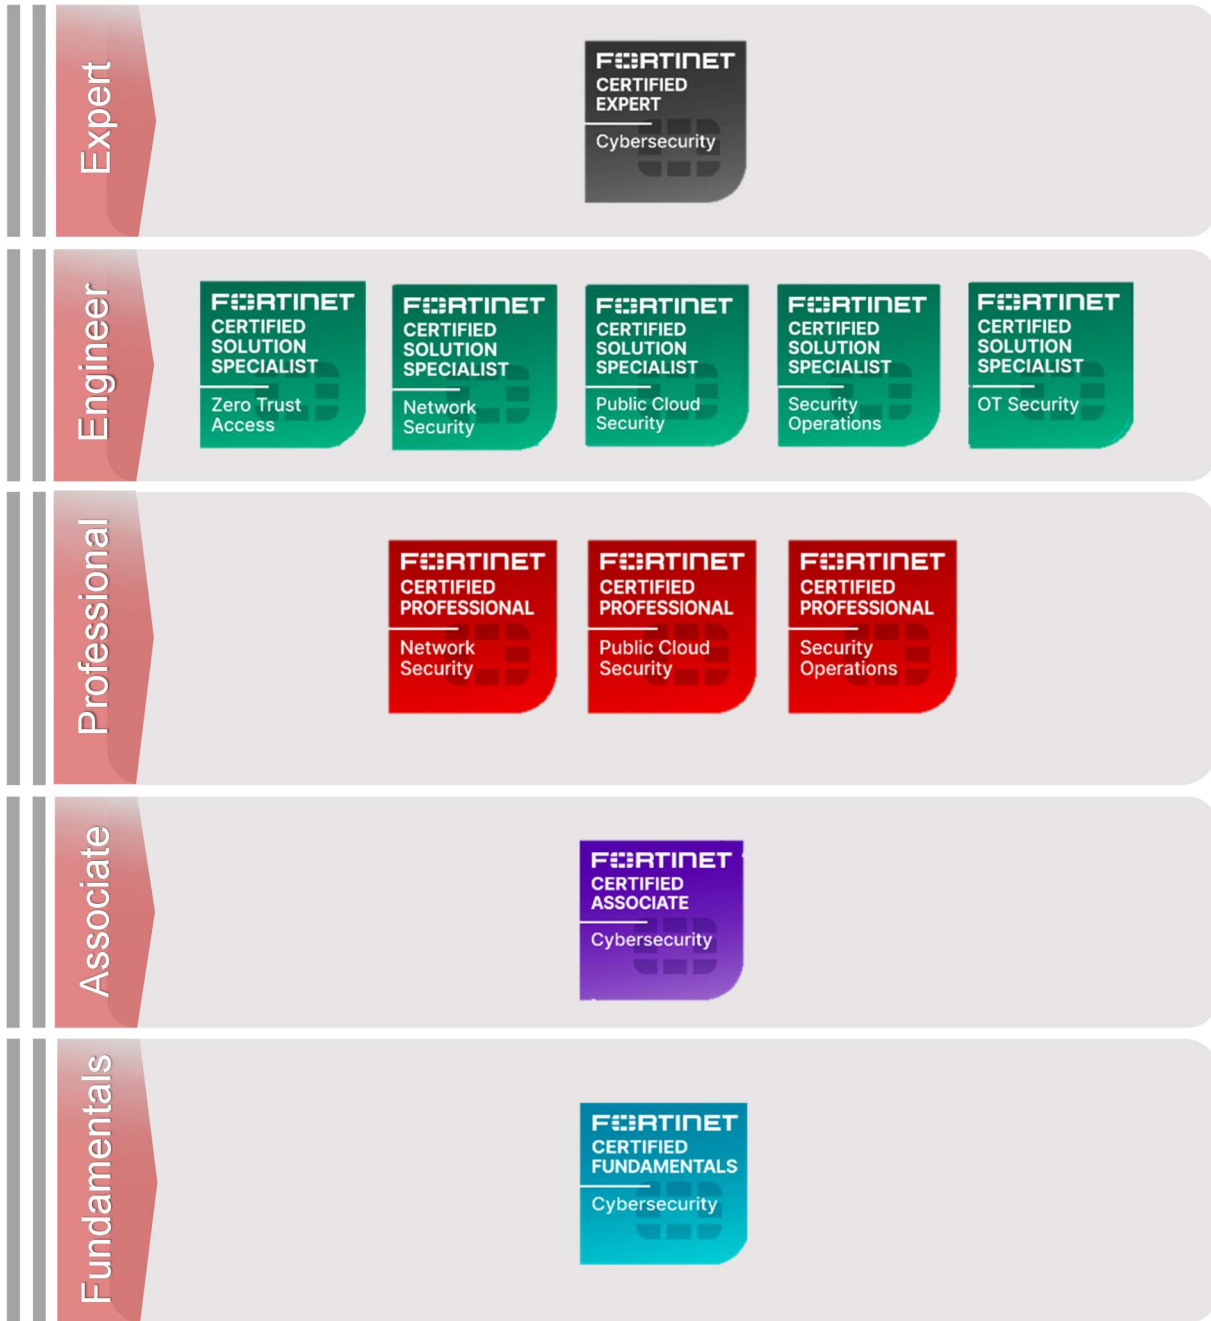 Expert
FORTINET
CERTIFIED
EXPERT
Cybersecurity
Engineer
FORTINET
CERTIFIED
SOLUTION
SPECIALIST
Zero Trust
Access
FORTINET
CERTIFIED
SOLUTION
SPECIALIST
Network
Security
FORTINET
CERTIFIED
SOLUTION
SPECIALIST
Public Cloud
Security
FORTINET
CERTIFIED
SOLUTION
SPECIALIST
Security
Operations
FORTINET
CERTIFIED
SOLUTION
SPECIALIST
OT Security
Professional
FORTINET
CERTIFIED
PROFESSIONAL
Network
Security
FORTINET
CERTIFIED
PROFESSIONAL
Public Cloud
Security
FORTINET
CERTIFIED
PROFESSIONAL
Security
Operations
Associate
FORTINET
CERTIFIED
ASSOCIATE
Cybersecurity
Fundamentals
FORTINET
CERTIFIED
FUNDAMENTALS
Cybersecurity